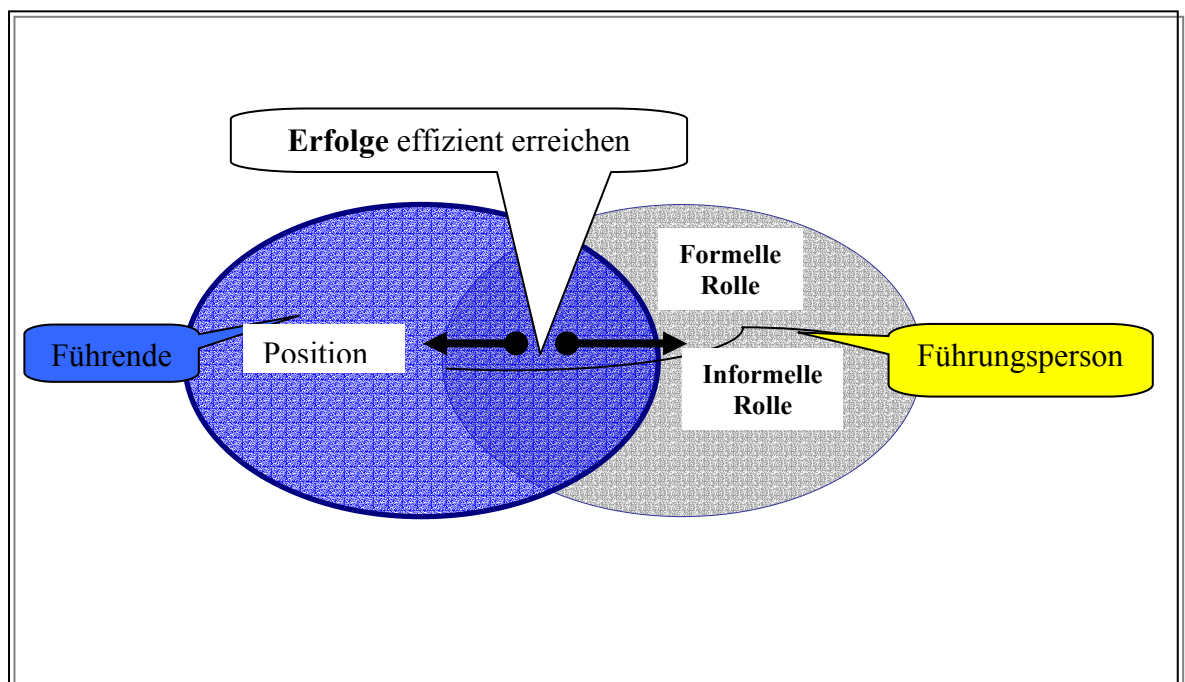 Erfolge effizient erreichen
Formelle
Rolle
Führende
Position
Führungsperson
Informelle
Rolle